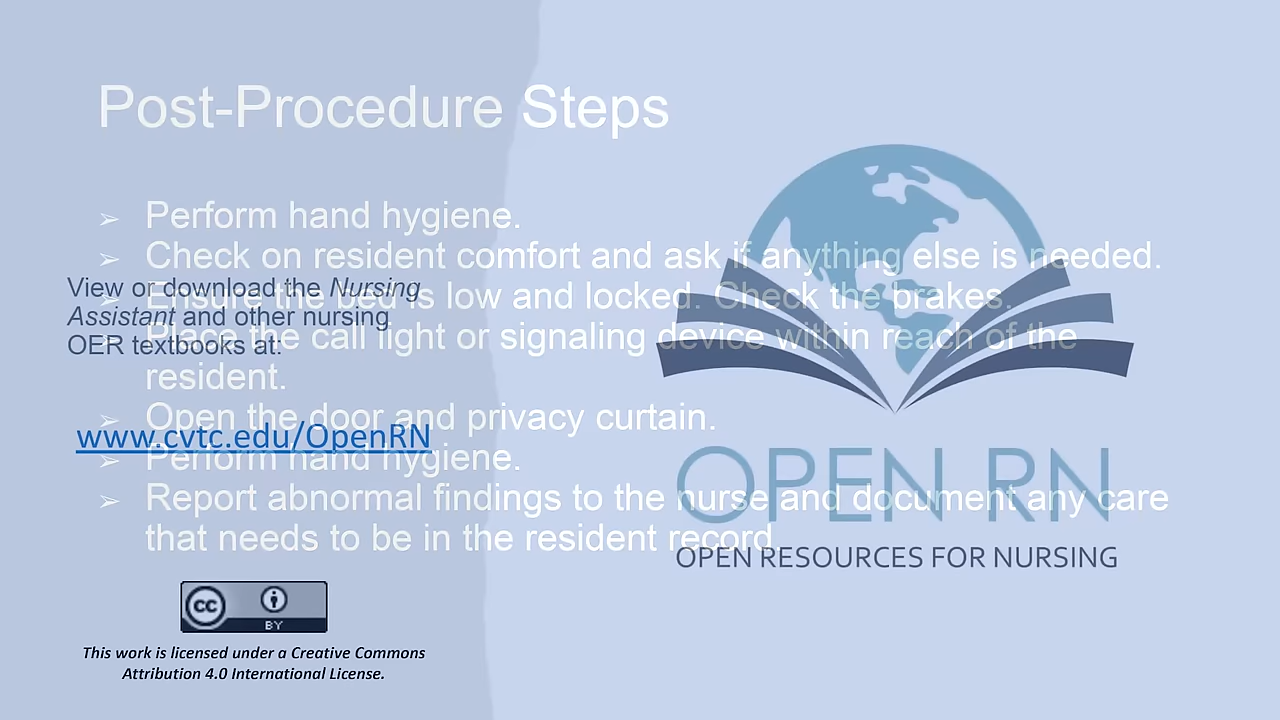 Post-Procedure Steps
➢ Perform hand hygiene.
➢ Check on resident comfort and ask if anything else is needed.
➢ Ensure the bed is low and locked. Check the brakes.
➢ Place the call light or signaling device within reach of the
resident.
➢ Open the door and privacy curtain.
➢ Perform hand hygiene.
➢ Report abnormal findings to the nurse and document any care
that needs to be in the resident record.
View or download the Nursing
Assistant and other nursing
OER textbooks at:
www.cvtc.edu/OpenRN
OPEN RN
OPEN RESOURCES FOR NURSING
cc
BY
This work is licensed under a Creative Commons
Attribution 4.0 International License.